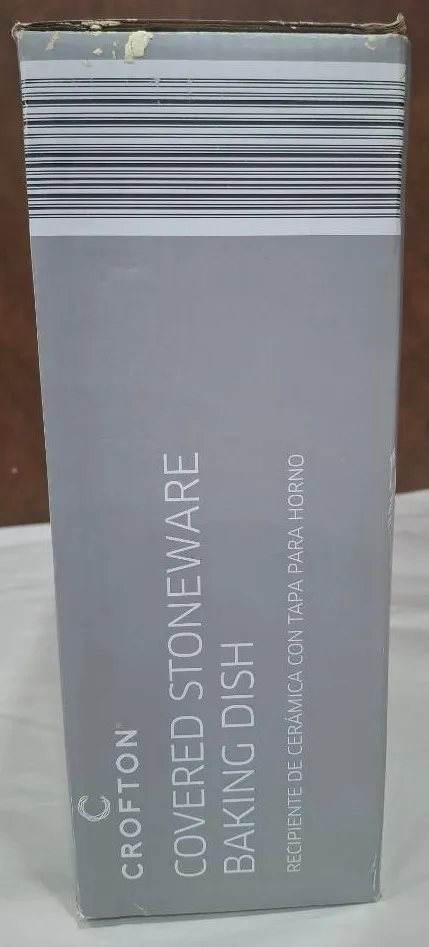 CROFTON®
COVERED STONEWARE
BAKING DISH
RECIPIENTE DE CERÁMICA CON TAPA PARA HORNO